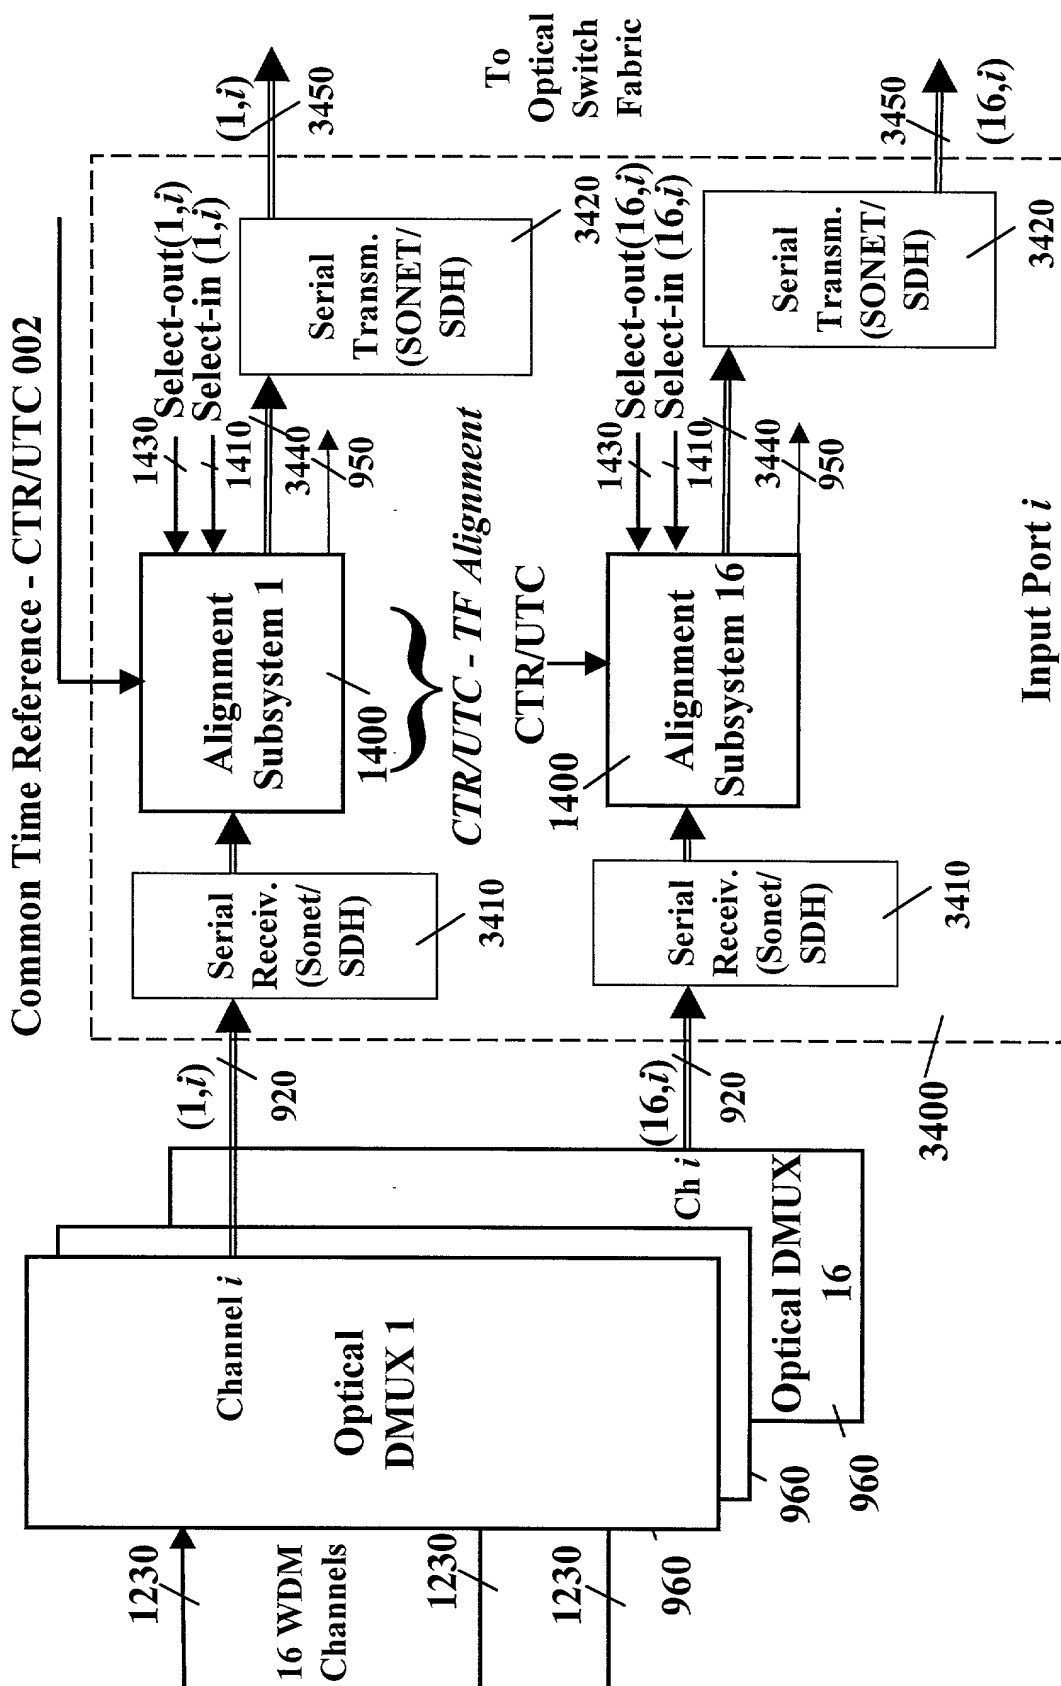 Common Time Reference - CTR/UTC 002
1230
16 WDM
Channels
1230
1230
960
960
960
Channel i
Optical
DMUX 1
Ch i
Optical DMUX
16
(1,i)
920
(16,i)
920
3400
Serial
Receiv.
(Sonet/
SDH)
3410
Serial
Receiv.
(Sonet/
SDH)
3410
Alignment
Subsystem 1
1400
CTR/UTC - TF Alignment
CTR/UTC
1400
Alignment
Subsystem 16
1430
Select-out(1,i)
Select-in (1,i)
1410
3440
950
1430
Select-out(16,i)
Select-in (16,i)
1410
3440
950
Serial
Transm.
(SONET/
SDH)
3420
Serial
Transm.
(SONET/
SDH)
3420
(1,i)
3450
To
Optical
Switch
Fabric
3450
(16,i)
Input Port i